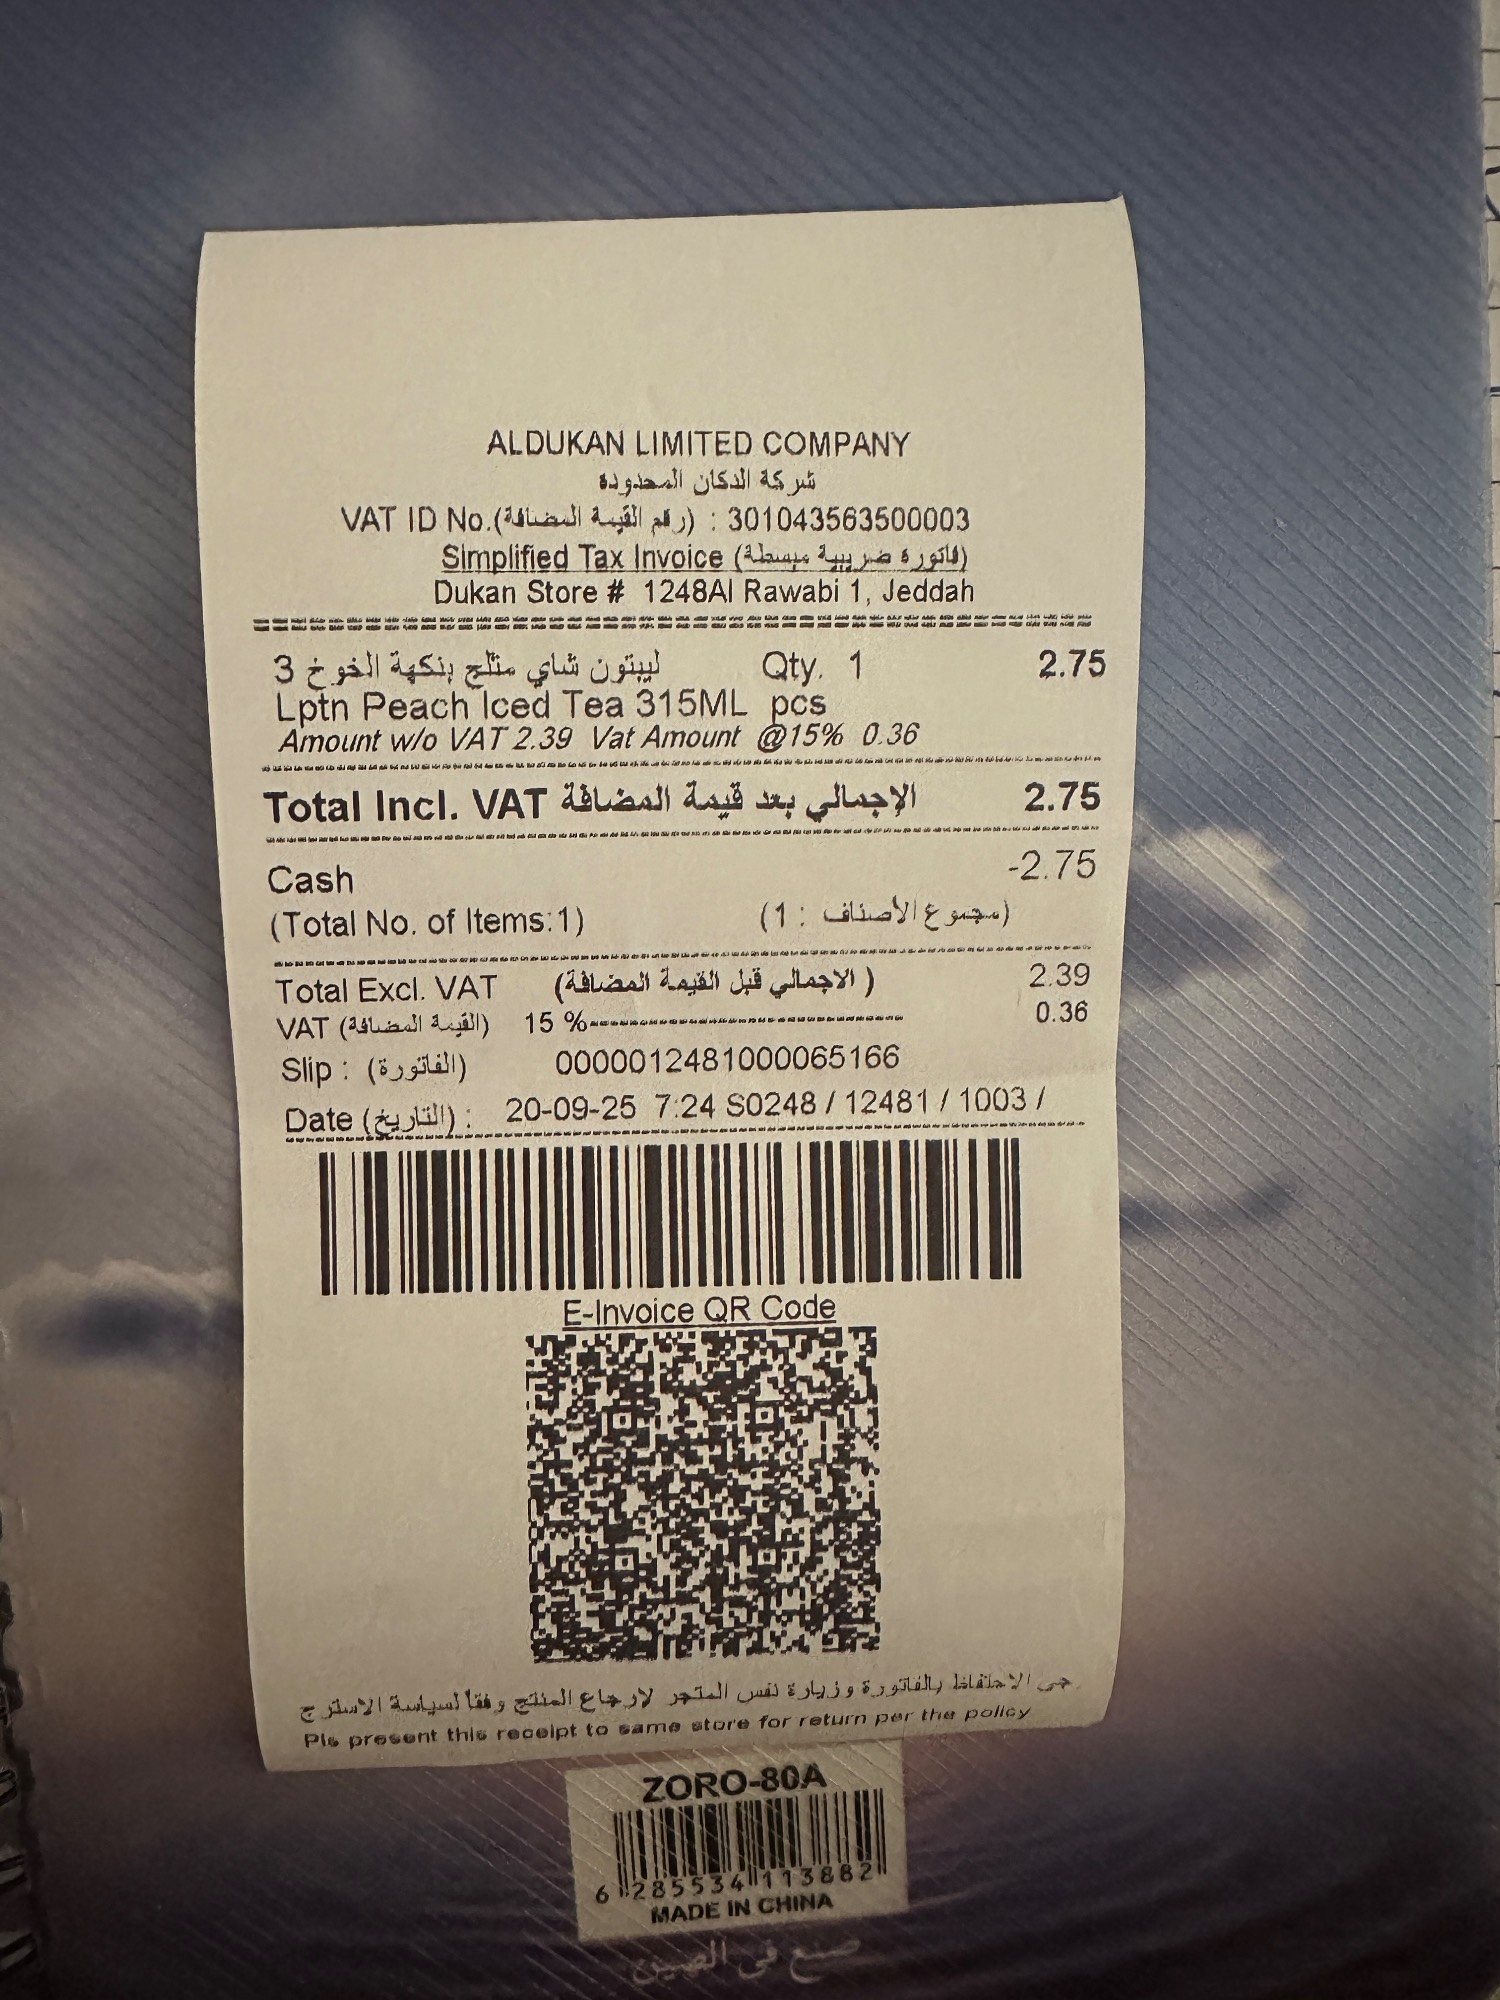 ALDUKAN LIMITED COMPANY
شركة الدكان المحدوده
VAT ID No.(رقم القيمة المضافة) : 301043563500003
Simplified Tax Invoice (فاتورة ضريبية مبسطة)
Dukan Store # 1248Al Rawabi 1, Jeddah
ليبتون شاي مثلج بنكهة الخوخ 3 Qty. 1 2.75
Lptn Peach Iced Tea 315ML pcs
Amount w/o VAT 2.39 Vat Amount @15% 0.36
Total Incl. VAT الإجمالي بعد قيمة المضافة 2.75
Cash -2.75
(Total No. of Items:1) (مجموع الأصناف : 1)
Total Excl. VAT (الاجمالي قبل القيمة المضافة ) 2.39
VAT (القيمة المضافة) 15 % 0.36
Slip : (الفاتورة) 0000012481000065166
Date (التاريخ) : 20-09-25 7:24 S0248 / 12481 / 1003 /
E-Invoice QR Code
جى الاحتفاظ بالفاتورة وزيارة نفس المتجر لارجاع المنتج وفقا لسياسة الاسترج
Pls present this receipt to same store for return per the policy
ZORO-80A
6 285534 113882
MADE IN CHINA
صنع في الصين